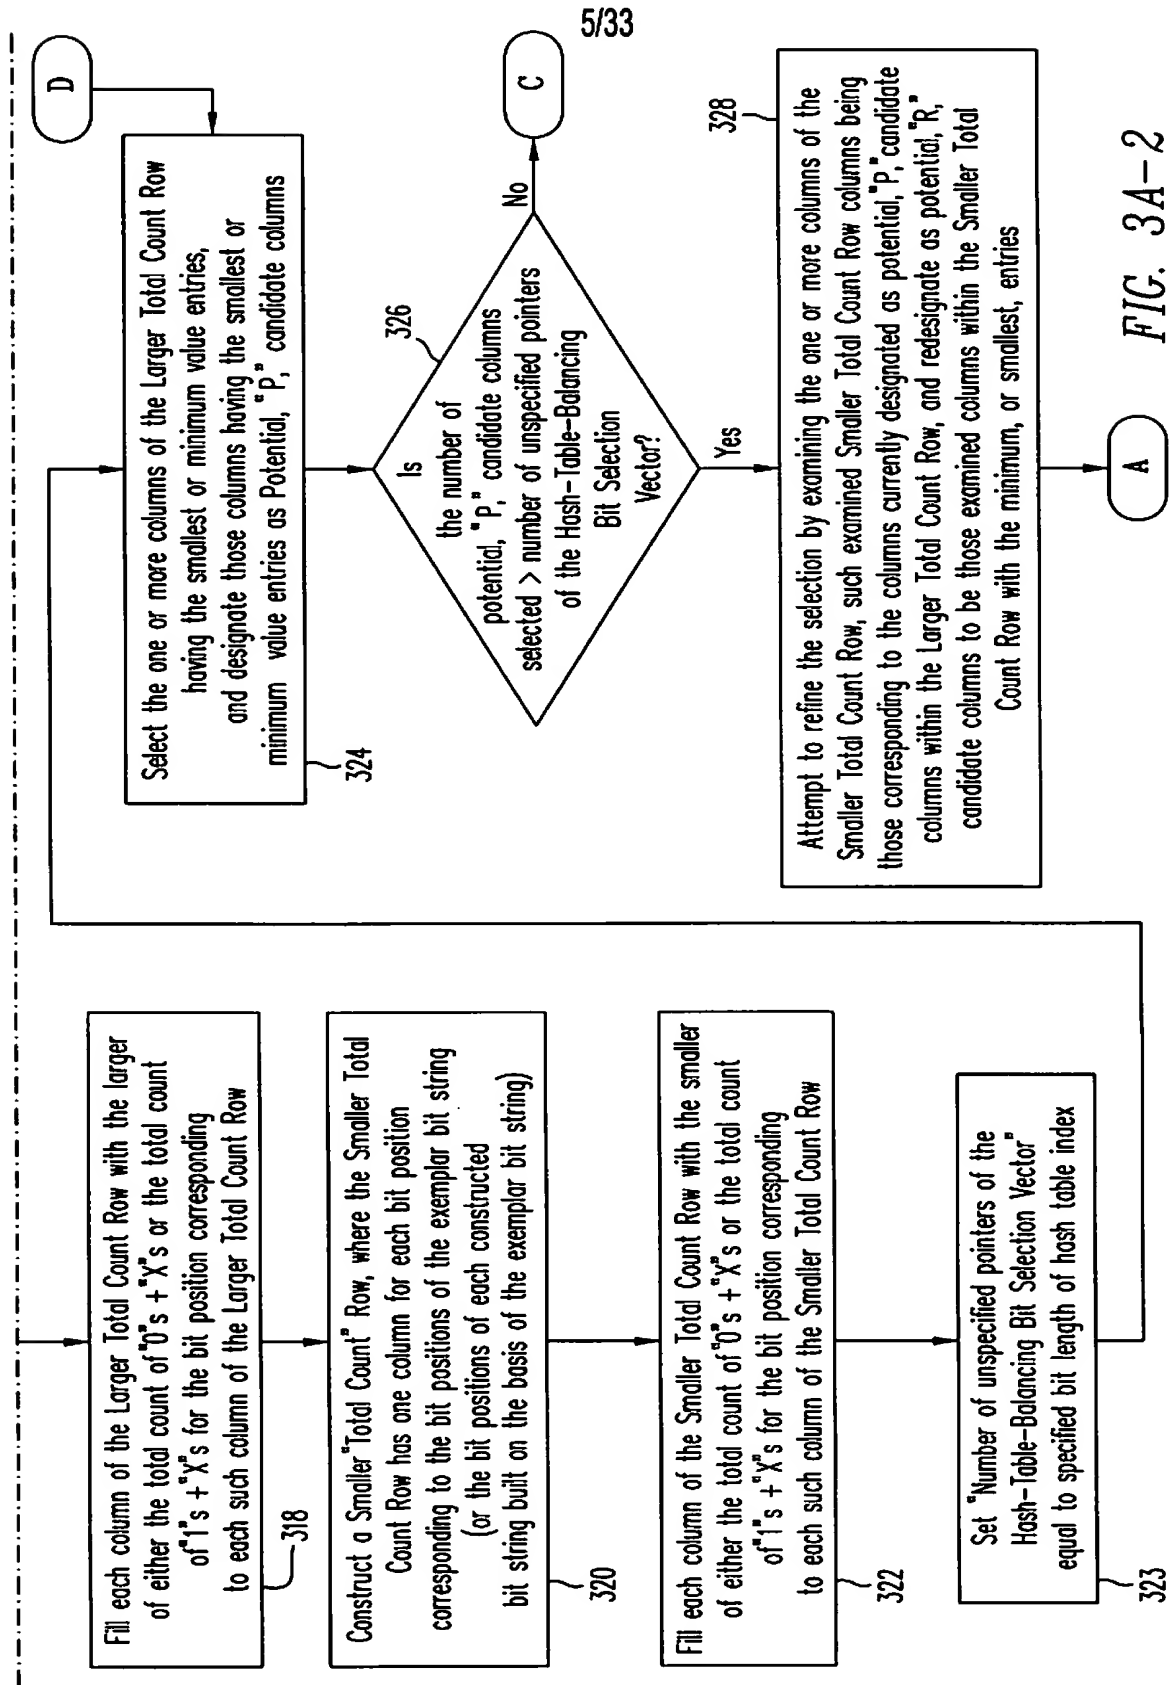 5/33
Fill each column of the Larger Total Count Row with the larger
of either the total count of "0"s + "X"s or the total count
of "1"s + "X"s for the bit position corresponding
to each such column of the Larger Total Count Row
318
Construct a Smaller "Total Count" Row, where the Smaller Total
Count Row has one column for each bit position
corresponding to the bit positions of the exemplar bit string
(or the bit positions of each constructed
bit string built on the basis of the exemplar bit string)
320
Fill each column of the Smaller Total Count Row with the smaller
of either the total count of "0"s + "X"s or the total count
of "1"s + "X"s for the bit position corresponding
to each such column of the Smaller Total Count Row
322
Set "Number of unspecified pointers of the
Hash-Table-Balancing Bit Selection Vector"
equal to specified bit length of hash table index
323
D
Select the one or more columns of the Larger Total Count Row
having the smallest or minimum value entries,
and designate those columns having the smallest or
minimum value entries as Potential, "P," candidate columns
324
326
Is
the number of
potential, "P," candidate columns
selected > number of unspecified pointers
of the Hash-Table-Balancing
Bit Selection
Vector?
No
C
Yes
328
Attempt to refine the selection by examining the one or more columns of the
Smaller Total Count Row, such examined Smaller Total Count Row columns being
those corresponding to the columns currently designated as potential, "P," candidate
columns within the Larger Total Count Row, and redesignate as potential, "R,"
candidate columns to be those examined columns within the Smaller Total
Count Row with the minimum, or smallest, entries
A
FIG. 3A-2